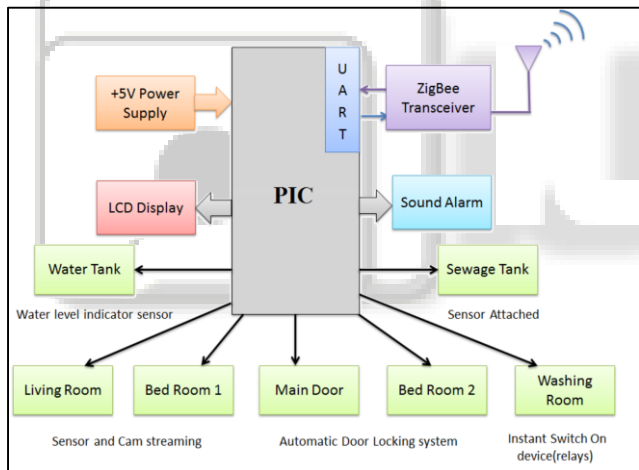 +5V Power
Supply
U
A
R
T
ZigBee
Transceiver
PIC
LCD Display
Sound Alarm
Water Tank
Sewage Tank
Water level indicator sensor
Sensor Attached
Living Room
Bed Room 1
Main Door
Bed Room 2
Washing
Room
Sensor and Cam streaming
Automatic Door Locking system
Instant Switch On
device(relays)